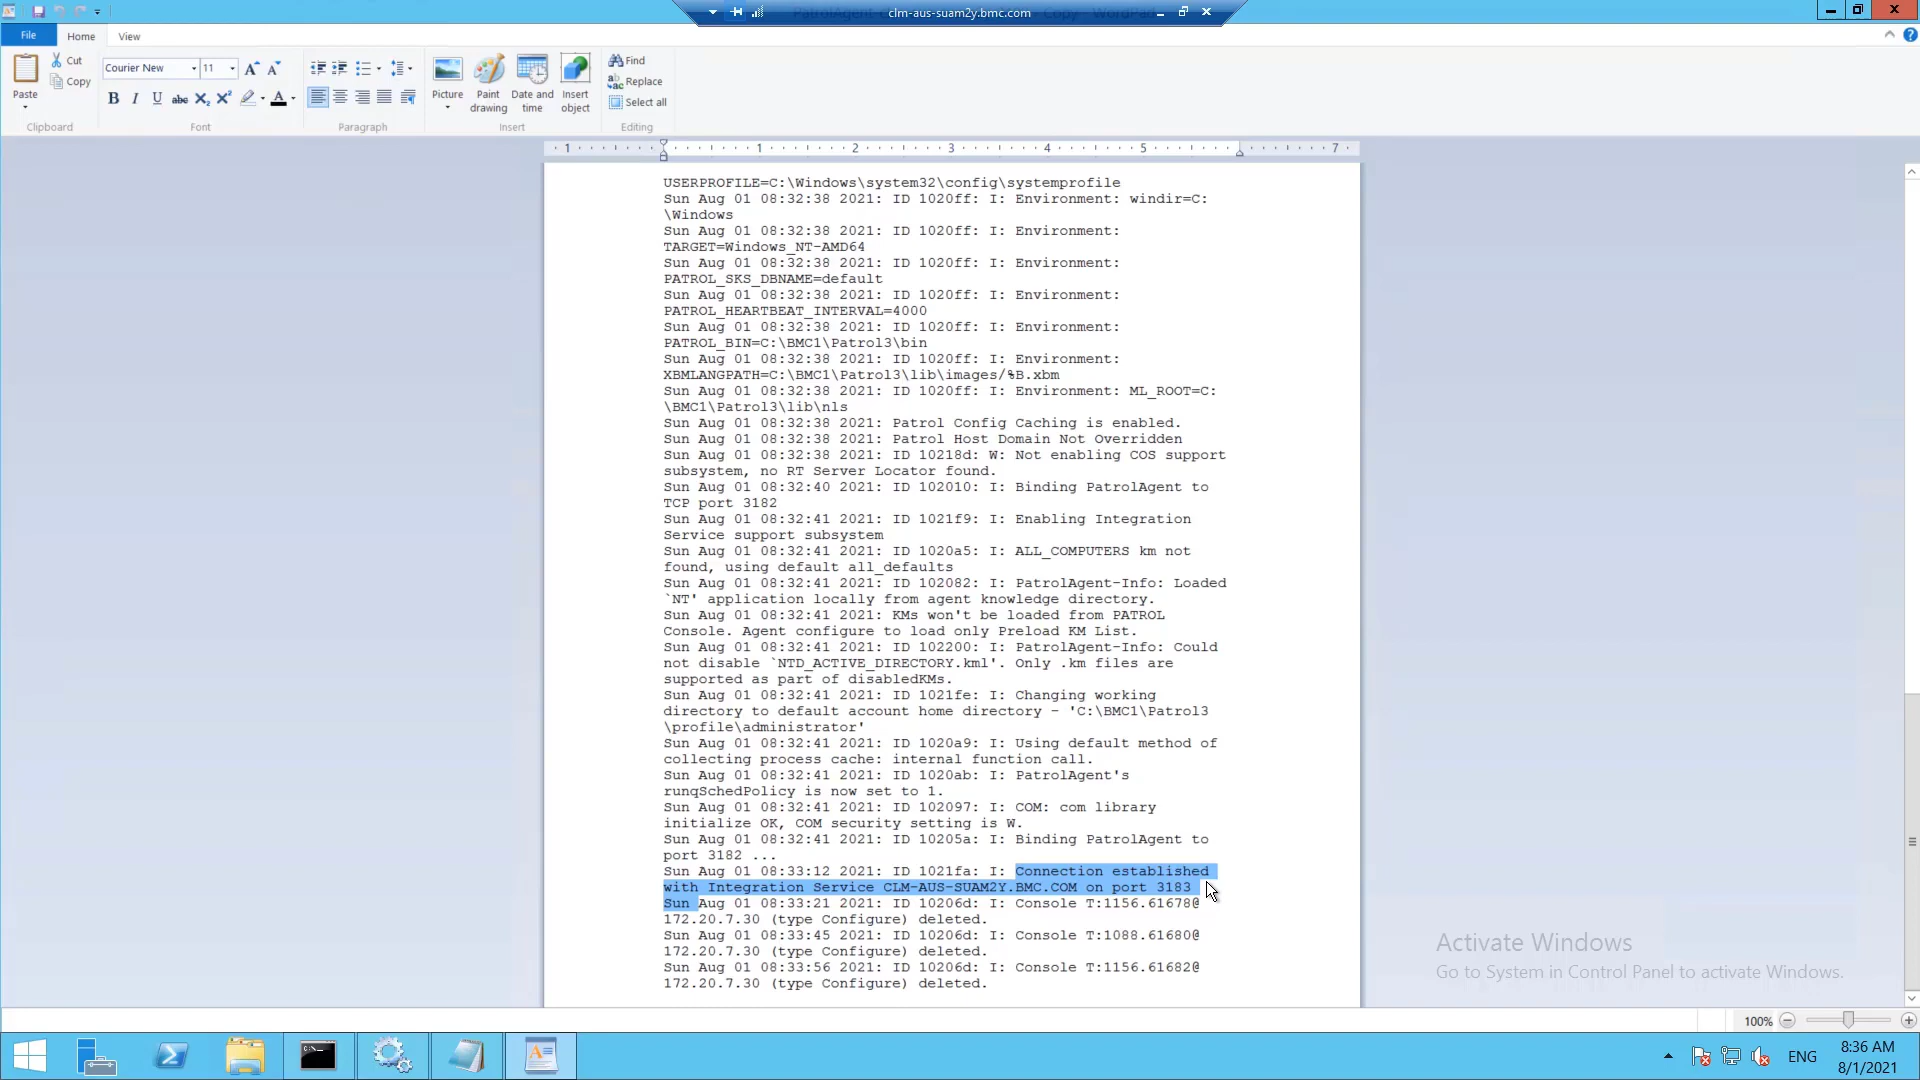 clm-aus-suam2y.bmc.com
File
Home
View
Cut
Copy
Paste
Clipboard
Courier New
11
Font
Paragraph
Picture
Paint drawing
Date and time
Insert object
Insert
Find
Replace
Select all
Editing
1 1 2 3 4 5 7
USERPROFILE=C:\Windows\system32\config\systemprofile
Sun Aug 01 08:32:38 2021: ID 1020ff: I: Environment: windir=C:
\Windows
Sun Aug 01 08:32:38 2021: ID 1020ff: I: Environment:
TARGET=Windows_NT-AMD64
Sun Aug 01 08:32:38 2021: ID 1020ff: I: Environment:
PATROL_SKS_DBNAME=default
Sun Aug 01 08:32:38 2021: ID 1020ff: I: Environment:
PATROL_HEARTBEAT_INTERVAL=4000
Sun Aug 01 08:32:38 2021: ID 1020ff: I: Environment:
PATROL_BIN=C:\BMC1\Patrol3\bin
Sun Aug 01 08:32:38 2021: ID 1020ff: I: Environment:
XBMLANGPATH=C:\BMC1\Patrol3\lib\images/%B.xbm
Sun Aug 01 08:32:38 2021: ID 1020ff: I: Environment: ML_ROOT=C:
\BMC1\Patrol3\lib\nls
Sun Aug 01 08:32:38 2021: Patrol Config Caching is enabled.
Sun Aug 01 08:32:38 2021: Patrol Host Domain Not Overridden
Sun Aug 01 08:32:38 2021: ID 10218d: W: Not enabling COS support
subsystem, no RT Server Locator found.
Sun Aug 01 08:32:40 2021: ID 102010: I: Binding PatrolAgent to
TCP port 3182
Sun Aug 01 08:32:41 2021: ID 1021f9: I: Enabling Integration
Service support subsystem
Sun Aug 01 08:32:41 2021: ID 1020a5: I: ALL_COMPUTERS km not
found, using default all_defaults
Sun Aug 01 08:32:41 2021: ID 102082: I: PatrolAgent-Info: Loaded
`NT' application locally from agent knowledge directory.
Sun Aug 01 08:32:41 2021: KMs won't be loaded from PATROL
Console. Agent configure to load only Preload KM List.
Sun Aug 01 08:32:41 2021: ID 102200: I: PatrolAgent-Info: Could
not disable `NTD_ACTIVE_DIRECTORY.kml'. Only .km files are
supported as part of disabledKMs.
Sun Aug 01 08:32:41 2021: ID 1021fe: I: Changing working
directory to default account home directory - 'C:\BMC1\Patrol3
\profile\administrator'
Sun Aug 01 08:32:41 2021: ID 1020a9: I: Using default method of
collecting process cache: internal function call.
Sun Aug 01 08:32:41 2021: ID 1020ab: I: PatrolAgent's
runqSchedPolicy is now set to 1.
Sun Aug 01 08:32:41 2021: ID 102097: I: COM: com library
initialize OK, COM security setting is W.
Sun Aug 01 08:32:41 2021: ID 10205a: I: Binding PatrolAgent to
port 3182 ...
Sun Aug 01 08:33:12 2021: ID 1021fa: I: Connection established
with Integration Service CLM-AUS-SUAM2Y.BMC.COM on port 3183
Sun Aug 01 08:33:21 2021: ID 10206d: I: Console T:1156.61678@
172.20.7.30 (type Configure) deleted.
Sun Aug 01 08:33:45 2021: ID 10206d: I: Console T:1088.61680@
172.20.7.30 (type Configure) deleted.
Sun Aug 01 08:33:56 2021: ID 10206d: I: Console T:1156.61682@
172.20.7.30 (type Configure) deleted.
Activate Windows
Go to System in Control Panel to activate Windows.
100%
ENG
8:36 AM
8/1/2021